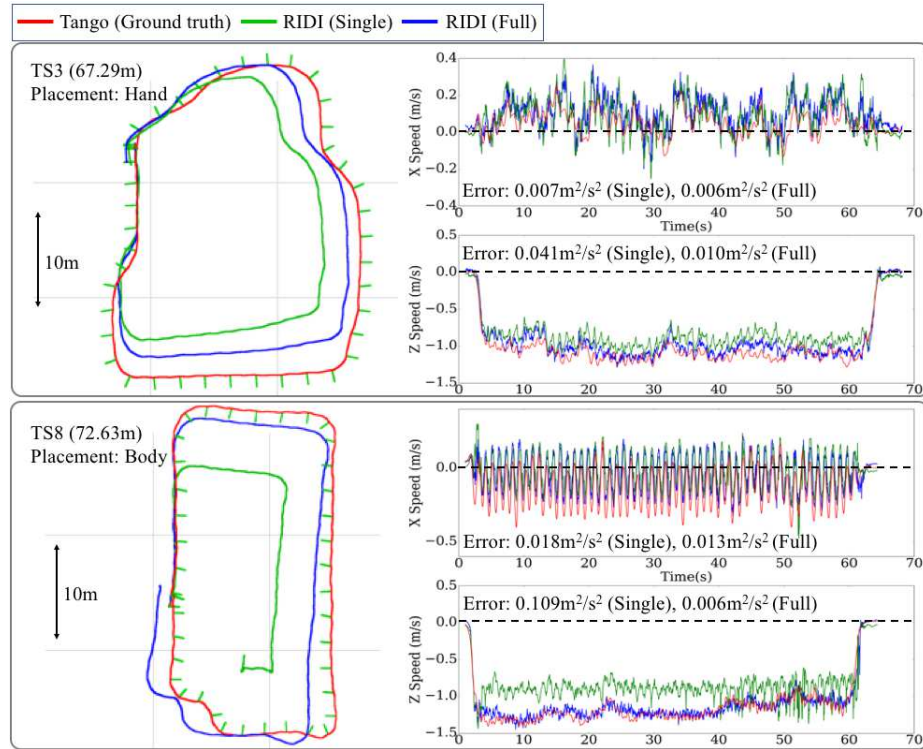 Tango (Ground truth) RIDI (Single) RIDI (Full)
TS3 (67.29m)
Placement: Hand
10m
X Speed (m/s)
0.4
0.2
0.0
−0.2
−0.4
Error: 0.007m²/s² (Single), 0.006m²/s² (Full)
0 10 20 30 40 50 60 70
Time(s)
Z Speed (m/s)
0.5
0.0
−0.5
−1.0
−1.5
Error: 0.041m²/s² (Single), 0.010m²/s² (Full)
0 10 20 30 40 50 60 70
TS8 (72.63m)
Placement: Body
10m
X Speed (m/s)
0.0
−0.5
Error: 0.018m²/s² (Single), 0.013m²/s² (Full)
0 10 20 30 40 50 60 70
Time(s)
Z Speed (m/s)
0.5
0.0
−0.5
−1.0
−1.5
Error: 0.109m²/s² (Single), 0.006m²/s² (Full)
0 10 20 30 40 50 60 70